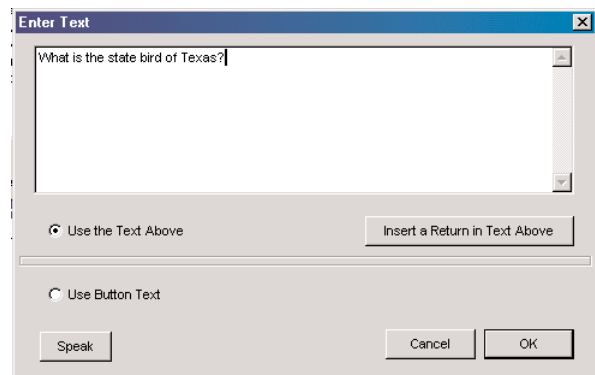 Enter Text
What is the state bird of Texas?
Use the Text Above
Insert a Return in Text Above
Use Button Text
Speak
Cancel
OK